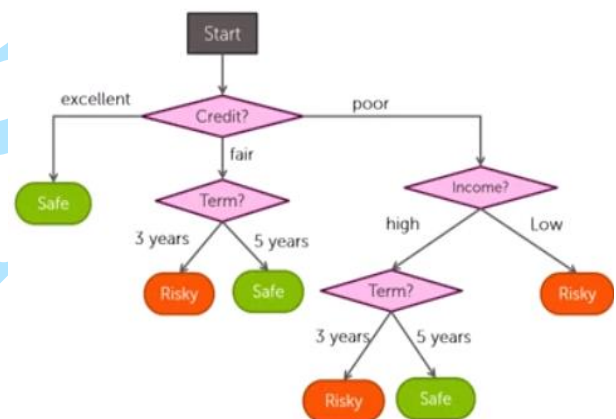 Start
excellent
poor
Credit?
fair
Safe
Term?
Income?
3 years
5 years
high
Low
Risky
Safe
Term?
Risky
3 years
5 years
Risky
Safe